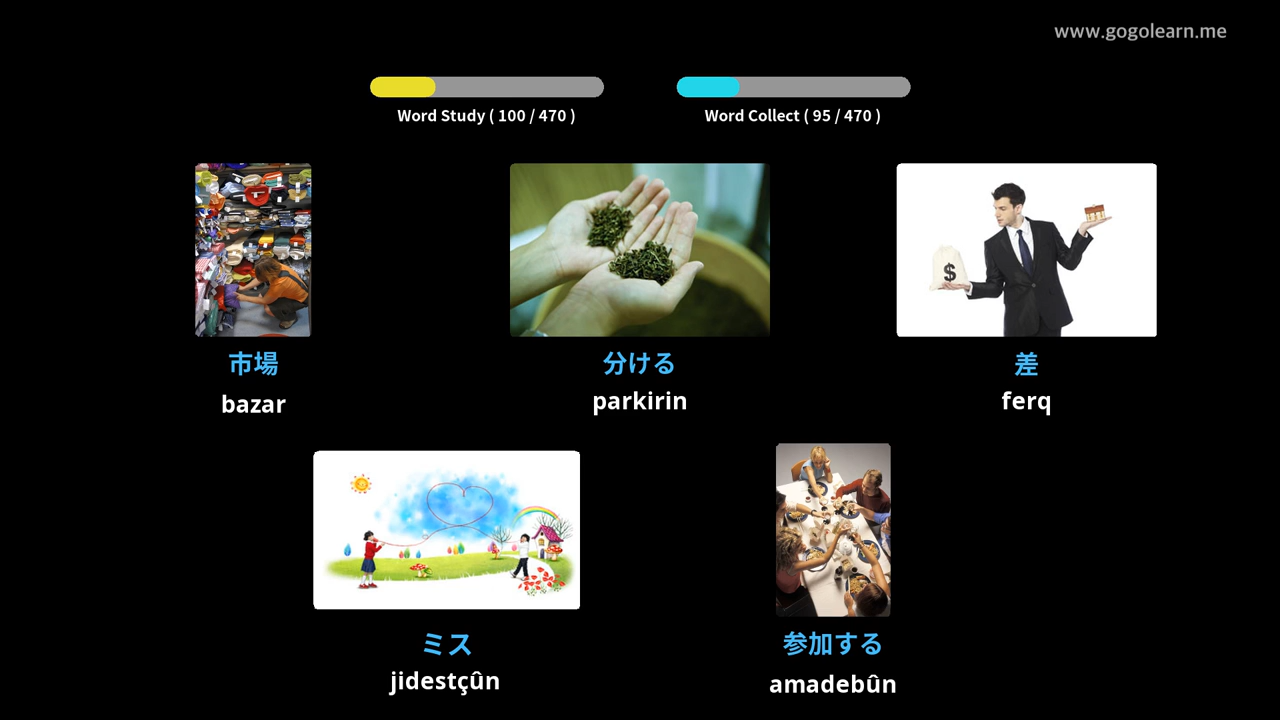 www.gogolearn.me
Word Study ( 100 / 470 )
Word Collect ( 95 / 470 )
市場
bazar
分ける
parkirin
差
ferq
ミス
jidestçûn
参加する
amadebûn